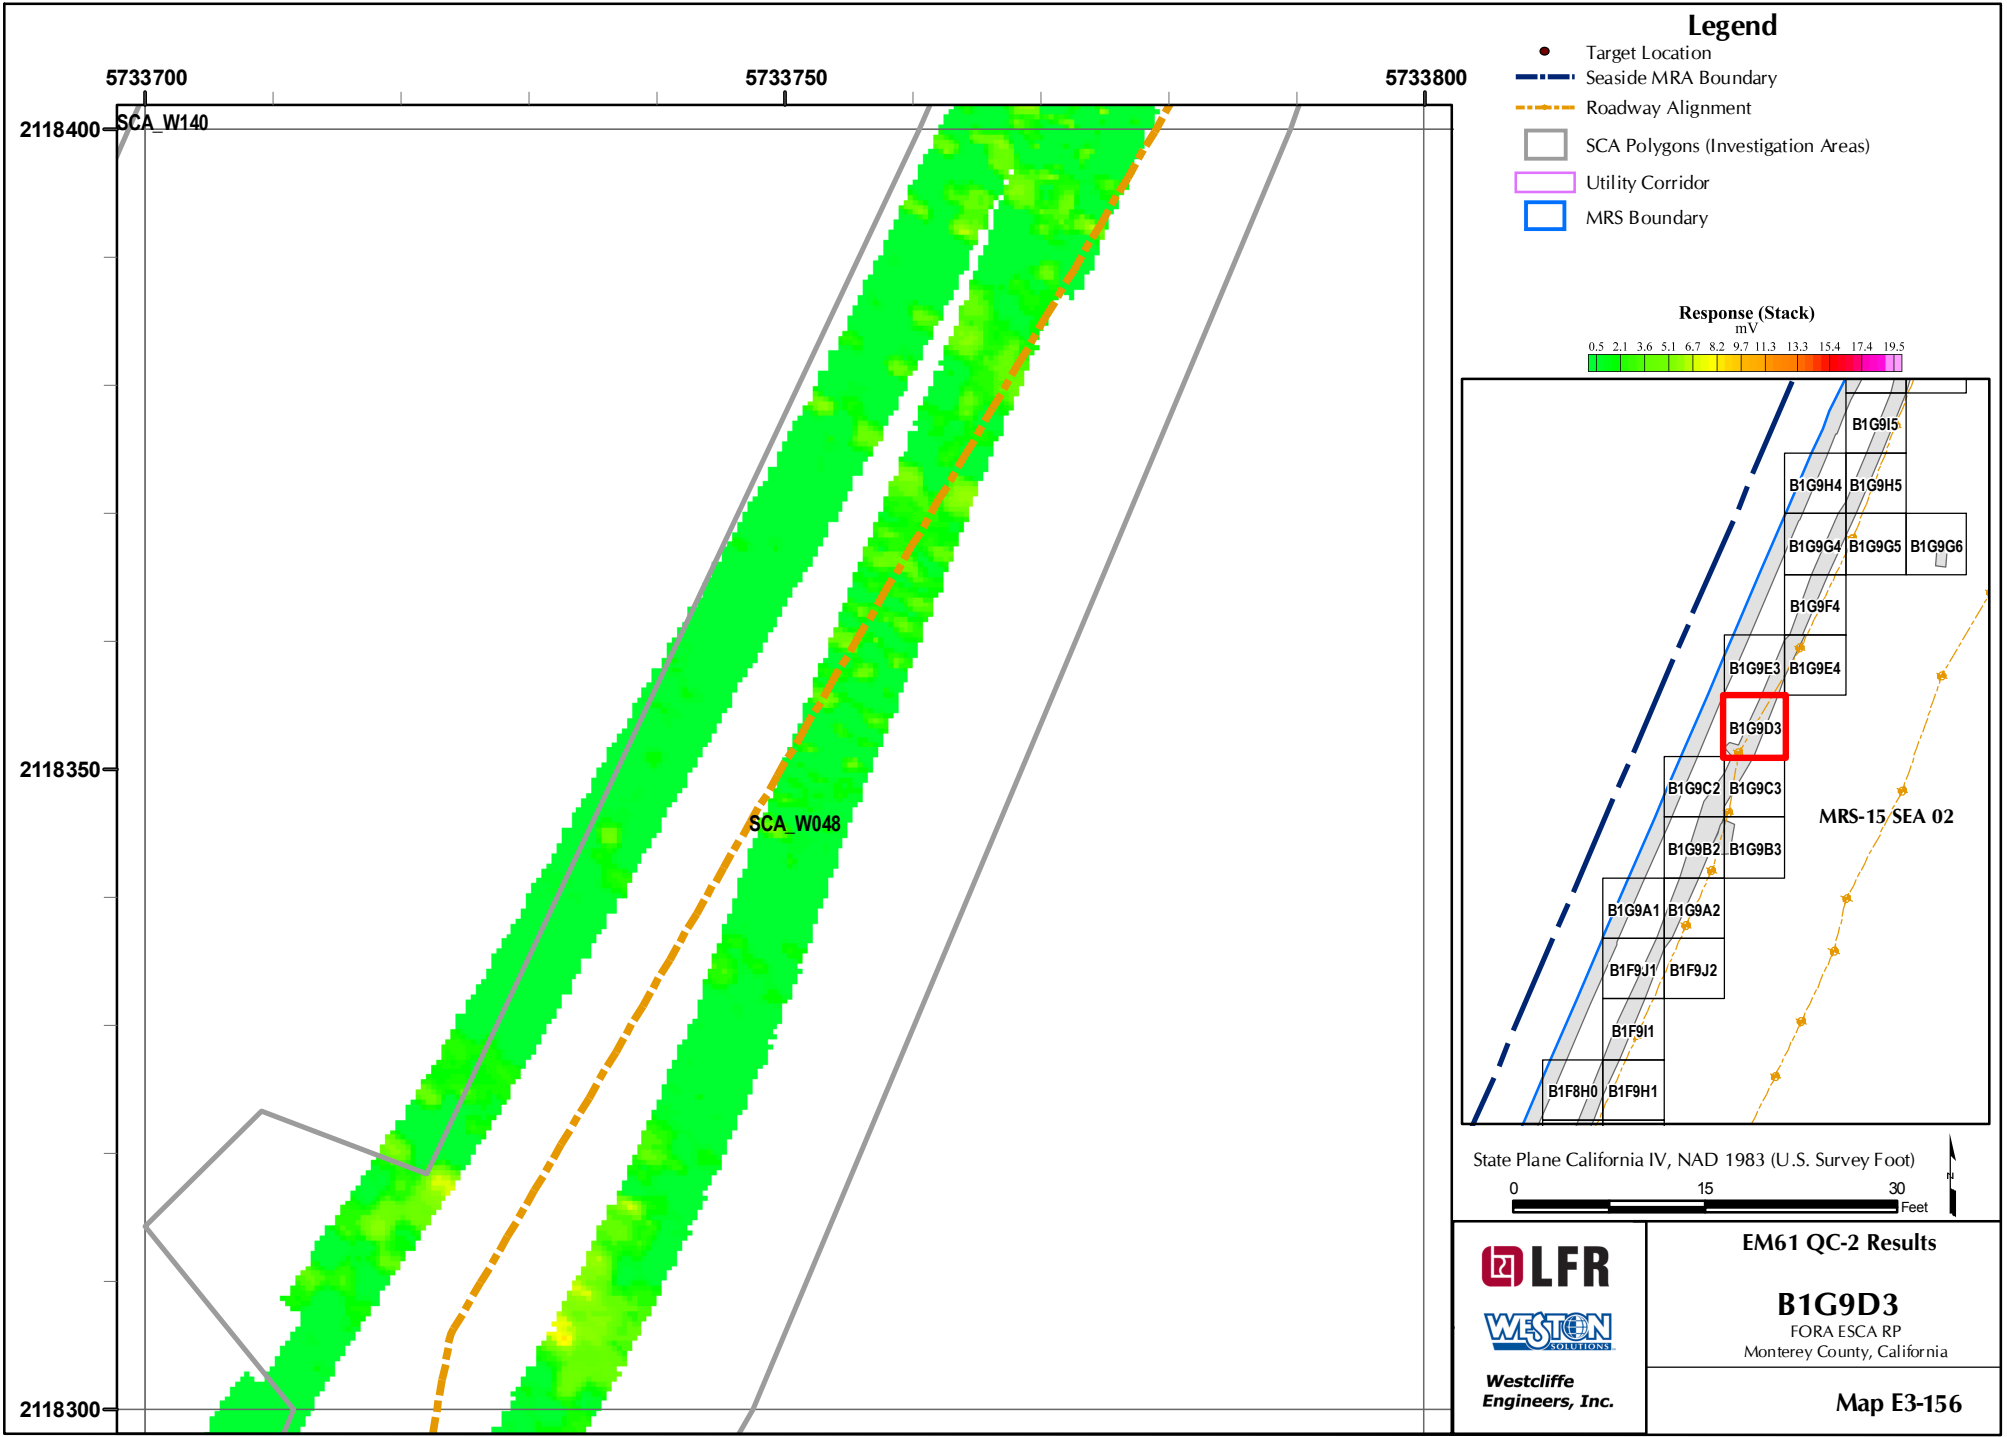 5733700
5733750
5733800
2118400
SCA_W140
2118350
SCA_W048
2118300
Legend
Target Location
Seaside MRA Boundary
Roadway Alignment
SCA Polygons (Investigation Areas)
Utility Corridor
MRS Boundary
Response (Stack)
mV
0.5 2.1 3.6 5.1 6.7 8.2 9.7 11.3 13.3 15.4 17.4 19.5
B1G9I5
B1G9H4 B1G9H5
B1G9G4 B1G9G5 B1G9G6
B1G9F4
B1G9E3 B1G9E4
B1G9D3
B1G9C2 B1G9C3
MRS-15 SEA 02
B1G9B2 B1G9B3
B1G9A1 B1G9A2
B1F9J1 B1F9J2
B1F9I1
B1F8H0 B1F9H1
State Plane California IV, NAD 1983 (U.S. Survey Foot)
0 15 30
Feet
N
LFR
WESTON
SOLUTIONS
Westcliffe
Engineers, Inc.
EM61 QC-2 Results
B1G9D3
FORA ESCA RP
Monterey County, California
Map E3-156